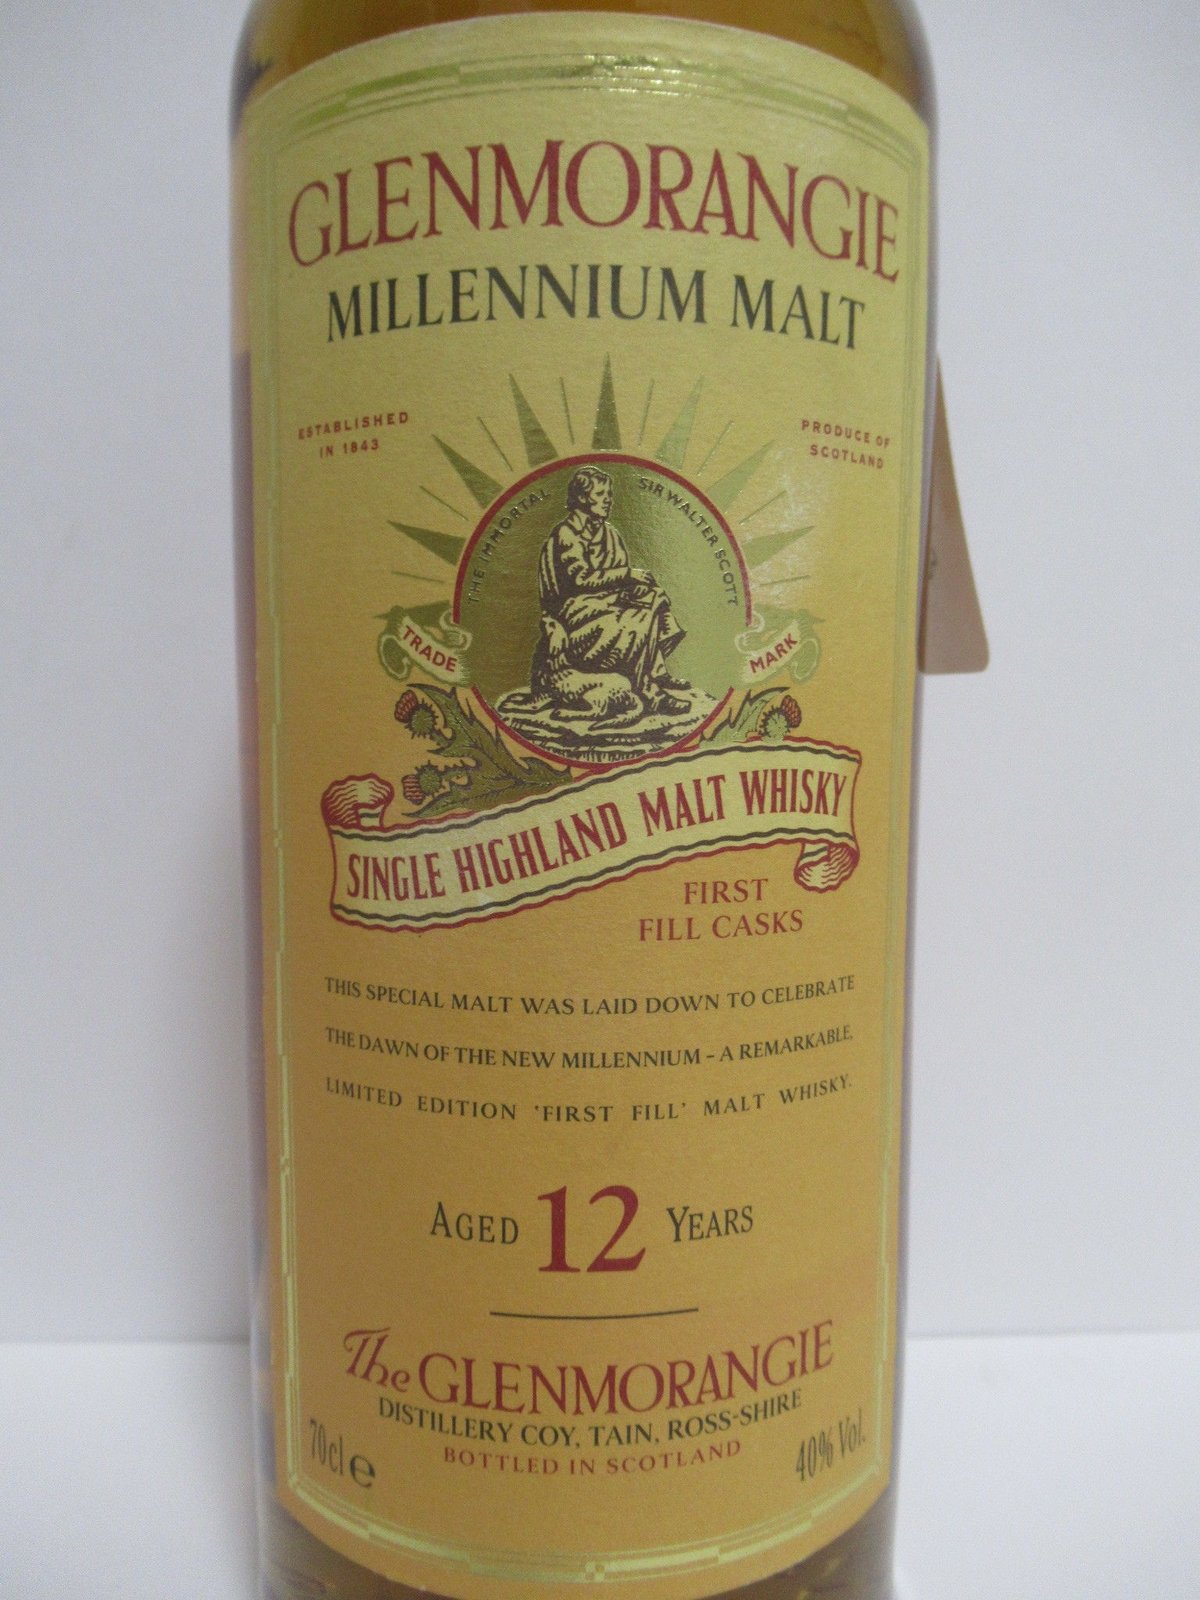 GLENMORANGIE
MILLENNIUM MALT
ESTABLISHED
IN 1843
PRODUCE OF
SCOTLAND
THE IMMORTAL SIR WALTER SCOTT
TRADE MARK
SINGLE HIGHLAND MALT WHISKY
FIRST
FILL CASKS
THIS SPECIAL MALT WAS LAID DOWN TO CELEBRATE
THE DAWN OF THE NEW MILLENNIUM – A REMARKABLE,
LIMITED EDITION 'FIRST FILL' MALT WHISKY.
AGED 12 YEARS
The GLENMORANGIE
DISTILLERY COY, TAIN, ROSS-SHIRE
BOTTLED IN SCOTLAND
70cl e
40% Vol.